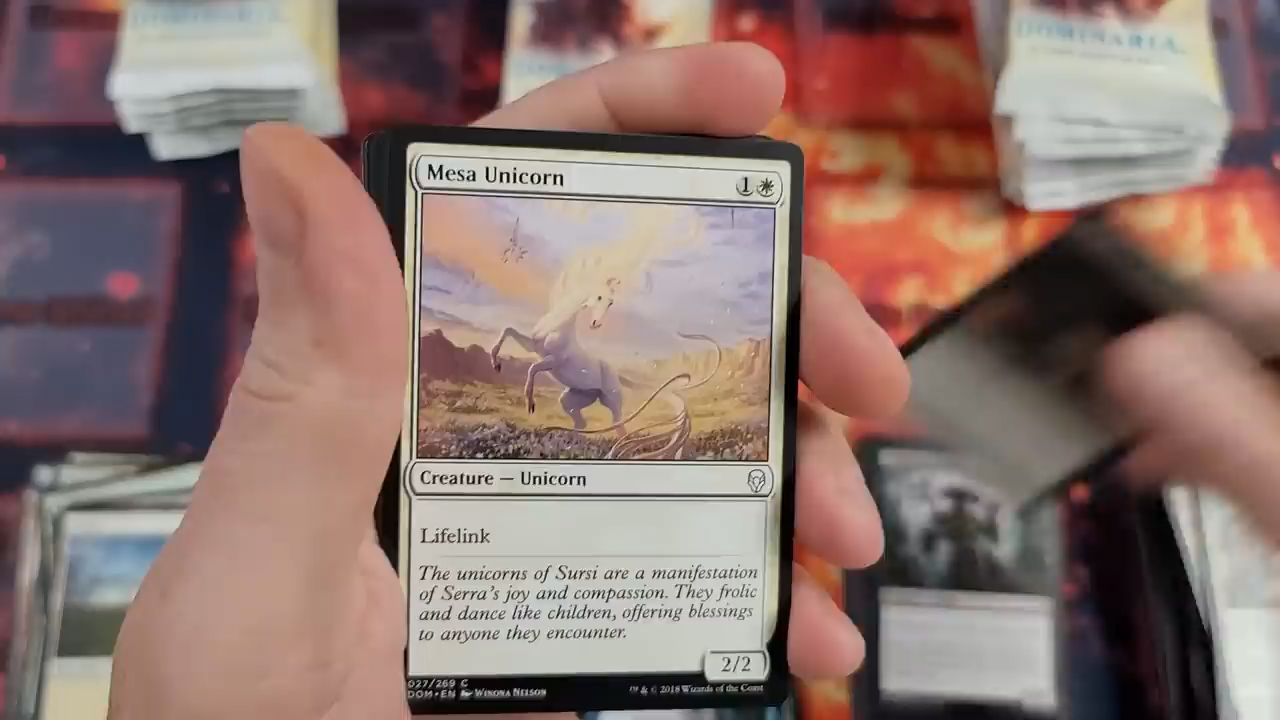 DOMINARIA
DOMINARIA
Mesa Unicorn
1
Creature — Unicorn
Lifelink
The unicorns of Sursi are a manifestation
of Serra's joy and compassion. They frolic
and dance like children, offering blessings
to anyone they encounter.
2/2
027/269 C
DOM • EN Winona Nelson
™ & © 2018 Wizards of the Coast